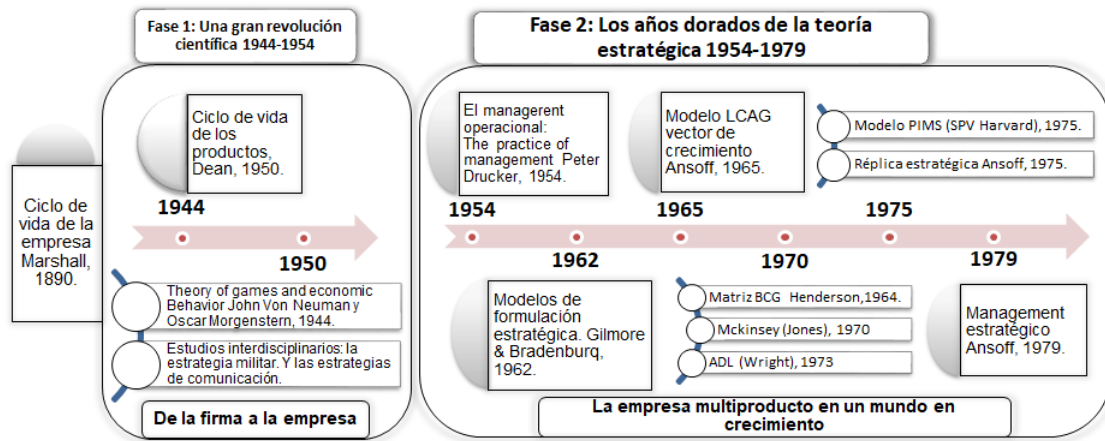 Fase 1: Una gran revolución
científica 1944-1954
Ciclo de
vida de la
empresa
Marshall,
1890.
Ciclo de vida
de los
productos,
Dean, 1950.
1944
1950
Theory of games and economic
Behavior John Von Neuman y
Oscar Morgenstern, 1944.
Estudios interdisciplinarios: la
estrategia militar. Y las estrategias
de comunicación.
De la firma a la empresa
Fase 2: Los años dorados de la teoría
estratégica 1954-1979
El managerent
operacional:
The practice of
management Peter
Drucker, 1954.
Modelo LCAG
vector de
crecimiento
Ansoff, 1965.
Modelo PIMS (SPV Harvard), 1975.
Réplica estratégica Ansoff, 1975.
1954
1965
1975
1962
1970
1979
Modelos de
formulación
estratégica. Gilmore
& Bradenburq,
1962.
Matriz BCG Henderson,1964.
Mckinsey (Jones), 1970
ADL (Wright), 1973
Management
estratégico
Ansoff, 1979.
La empresa multiproducto en un mundo en
crecimiento